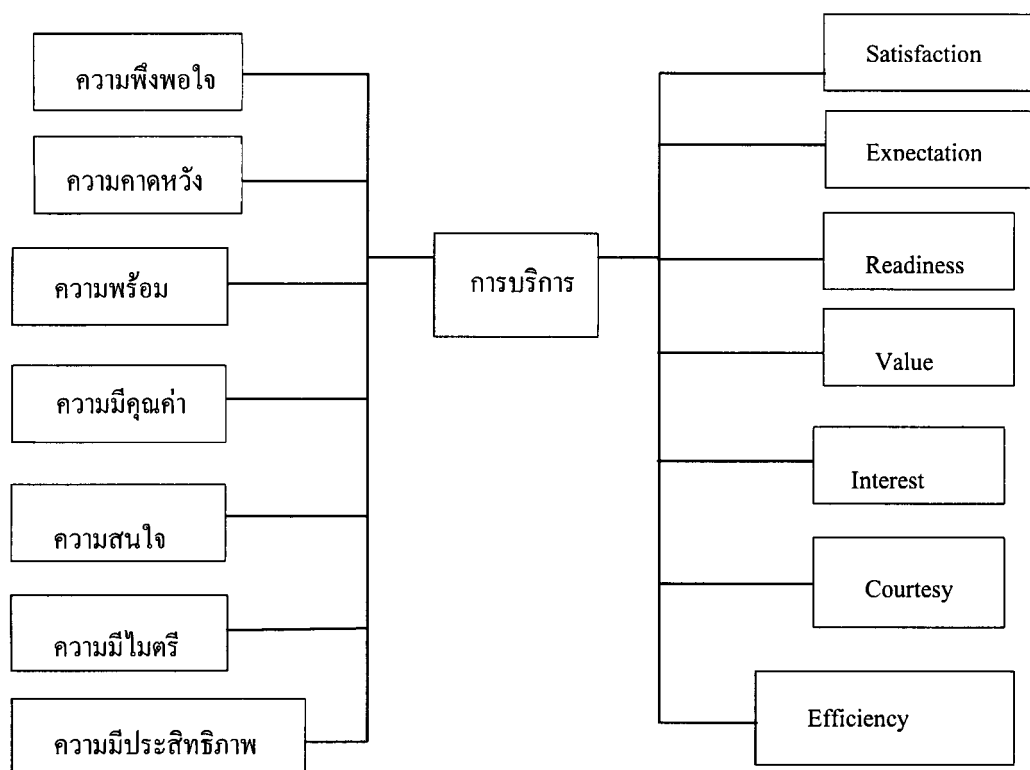 ความพึงพอใจ
ความคาดหวัง
ความพร้อม
ความมีคุณค่า
ความสนใจ
ความมีไมตรี
ความมีประสิทธิภาพ
การบริการ
Satisfaction
Expectation
Readiness
Value
Interest
Courtesy
Efficiency